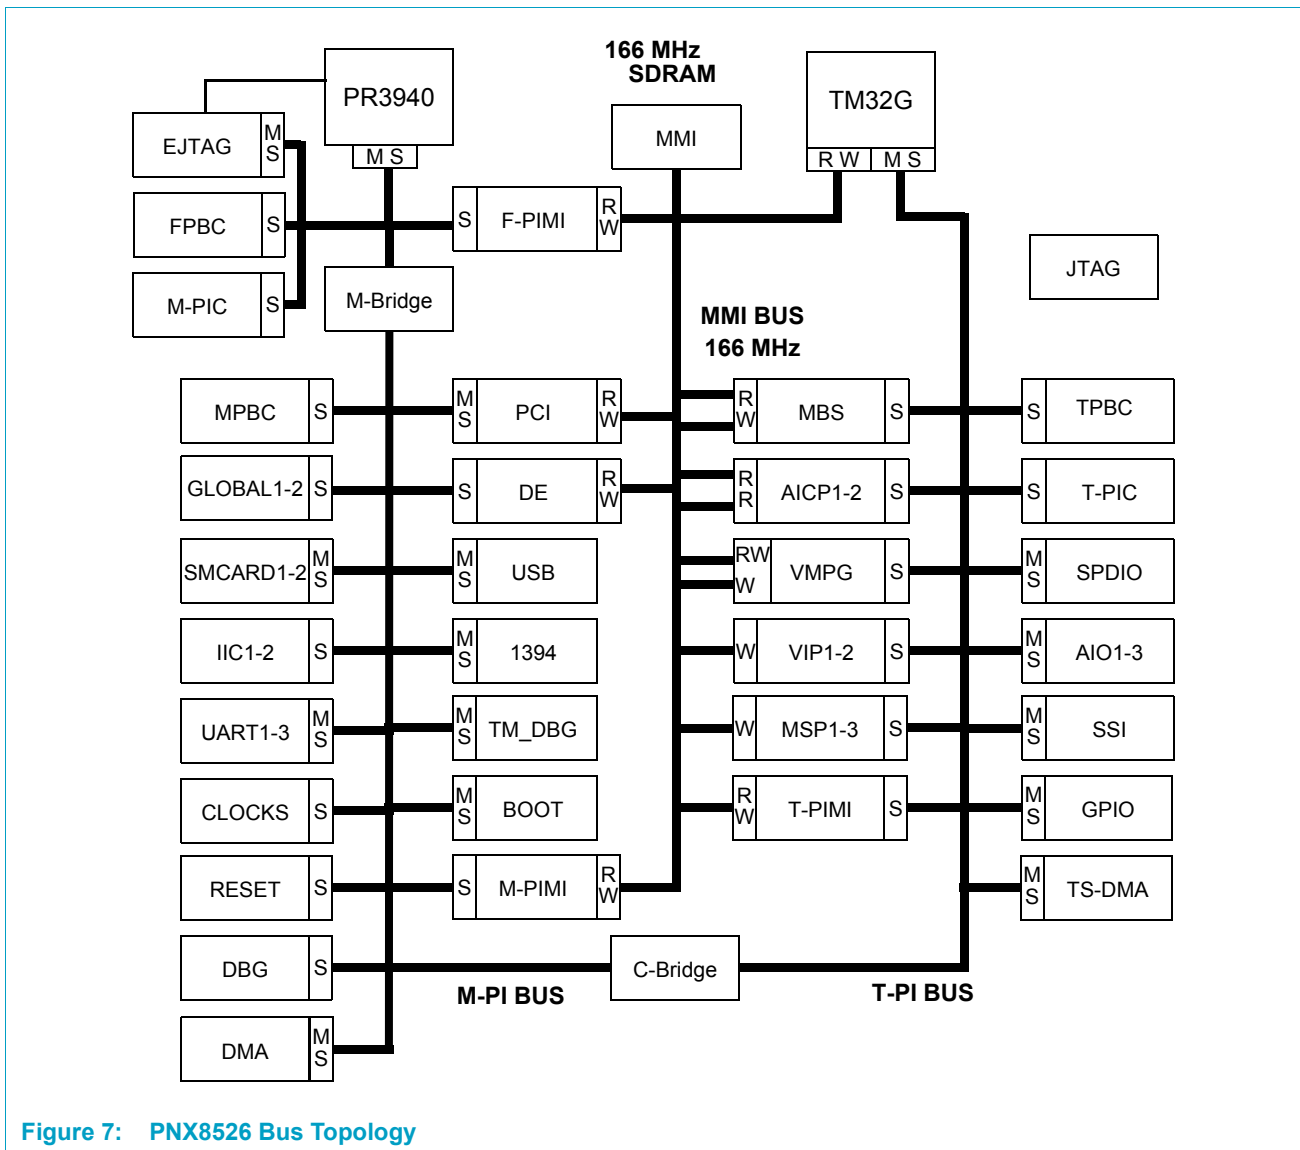 166 MHz
SDRAM
PR3940
TM32G
MMI
EJTAG
M
S
M S
R W
M S
FPBC
S
S
F-PIMI
R
W
JTAG
M-PIC
S
M-Bridge
MMI BUS
166 MHz
MPBC
S
M
S
PCI
R
W
R
W
MBS
S
S
TPBC
GLOBAL1-2
S
S
DE
R
W
R
R
AICP1-2
S
S
T-PIC
SMCARD1-2
M
S
M
S
USB
RW
W
VMPG
S
M
S
SPDIO
IIC1-2
S
M
S
1394
W
VIP1-2
S
M
S
AIO1-3
UART1-3
M
S
M
S
TM_DBG
W
MSP1-3
S
M
S
SSI
CLOCKS
S
M
S
BOOT
R
W
T-PIMI
S
M
S
GPIO
RESET
S
S
M-PIMI
R
W
M
S
TS-DMA
DBG
S
C-Bridge
M-PI BUS
T-PI BUS
DMA
M
S
Figure 7: PNX8526 Bus Topology